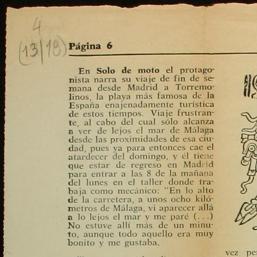 4
(13/19)
Página 6
En Solo de moto el protago-
nista narra su viaje de fin de se-
mana desde Madrid a Torremo-
linos, la playa más famosa de la
España enajenadamente turística
de estos tiempos. Viaje frustran-
te, al cabo del cual sólo alcanza
a ver de lejos el mar de Málaga
desde las proximidades de esa ciu-
dad, pues ya para entonces cae el
atardecer del domingo, y él tiene
que estar de regreso en Madrid
para entrar a las 8 de la mañana
del lunes en el taller donde tra-
baja como mecánico: "En lo alto
de la carretera, a unos ocho kiló-
metros de Málaga, vi aparecer allá
a lo lejos el mar y me paré (...)
No estuve allí más de un minu-
to, aunque todo aquello era muy
bonito y me gustaba.
vez pe